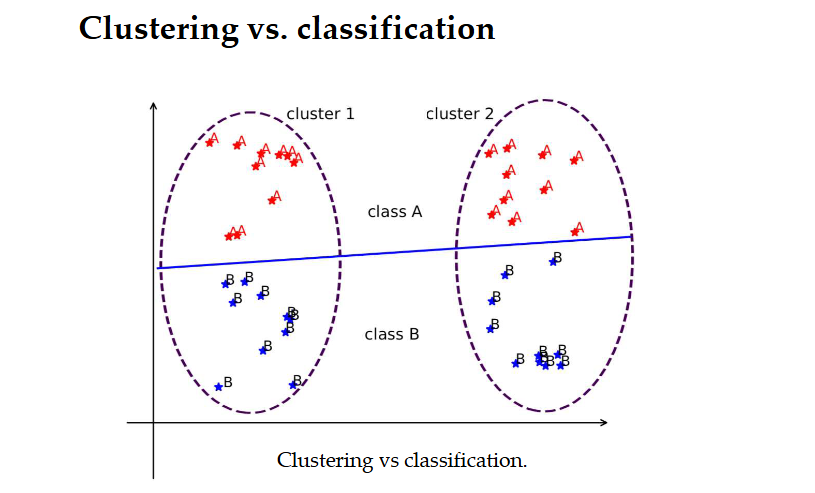 Clustering vs. classification
cluster 1
cluster 2
A A A A A A A A A A
A A A A A A A A A A
class A
B B B B B B B B B B
B B B B B B B B B B
class B
Clustering vs classification.